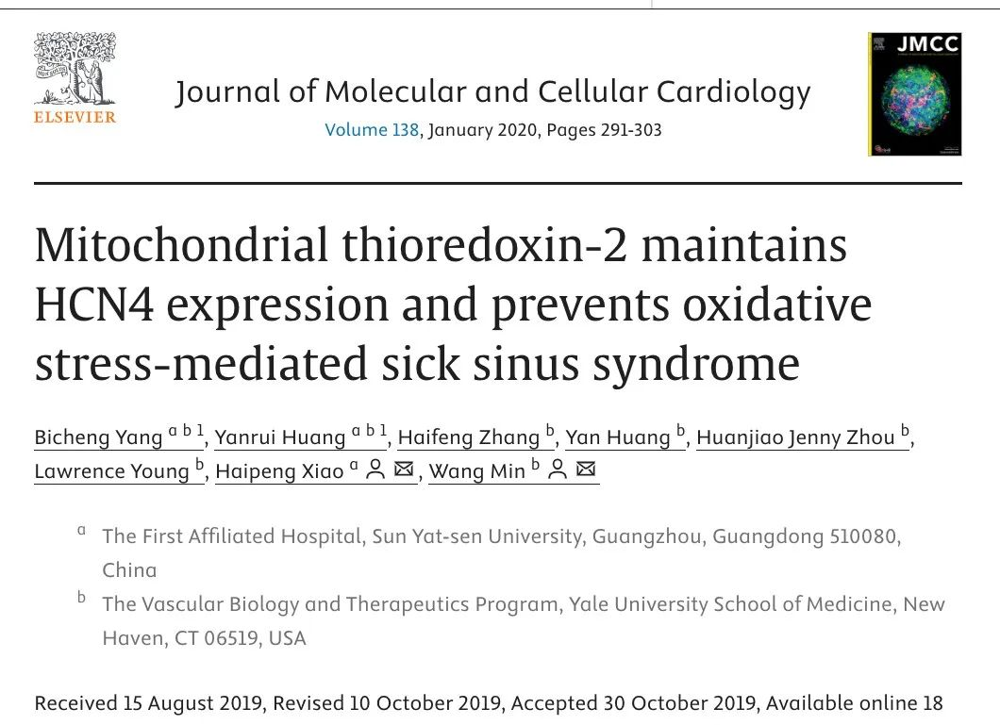 ELSEVIER
JMCC
Journal of Molecular and Cellular Cardiology
Volume 138, January 2020, Pages 291-303
Mitochondrial thioredoxin-2 maintains
HCN4 expression and prevents oxidative
stress-mediated sick sinus syndrome
Bicheng Yang a b 1, Yanrui Huang a b 1, Haifeng Zhang b, Yan Huang b, Huanjiao Jenny Zhou b,
Lawrence Young b, Haipeng Xiao a, Wang Min b
a The First Affiliated Hospital, Sun Yat-sen University, Guangzhou, Guangdong 510080,
China
b The Vascular Biology and Therapeutics Program, Yale University School of Medicine, New
Haven, CT 06519, USA
Received 15 August 2019, Revised 10 October 2019, Accepted 30 October 2019, Available online 18